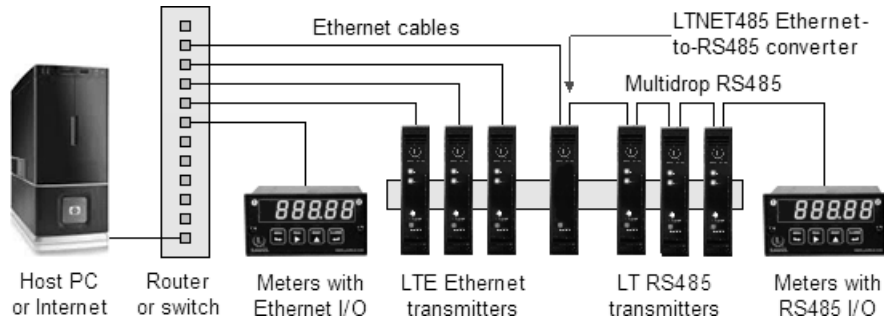 Ethernet cables
LTNET485 Ethernet-
to-RS485 converter
Multidrop RS485
888.88
888.88
Host PC
or Internet
Router
or switch
Meters with
Ethernet I/O
LTE Ethernet
transmitters
LT RS485
transmitters
Meters with
RS485 I/O